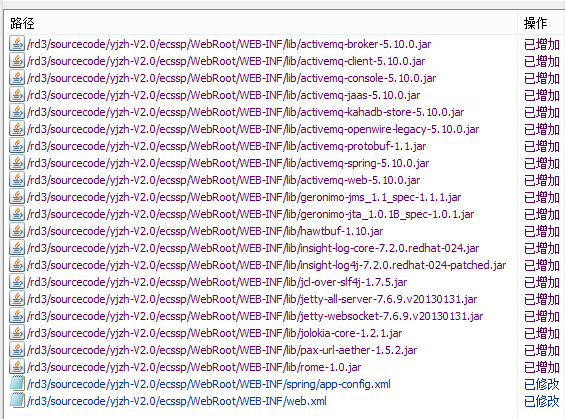 路径 操作
/rd3/sourcecode/yjzh-V2.0/ecssp/WebRoot/WEB-INF/lib/activemq-broker-5.10.0.jar 已增加
/rd3/sourcecode/yjzh-V2.0/ecssp/WebRoot/WEB-INF/lib/activemq-client-5.10.0.jar 已增加
/rd3/sourcecode/yjzh-V2.0/ecssp/WebRoot/WEB-INF/lib/activemq-console-5.10.0.jar 已增加
/rd3/sourcecode/yjzh-V2.0/ecssp/WebRoot/WEB-INF/lib/activemq-jaas-5.10.0.jar 已增加
/rd3/sourcecode/yjzh-V2.0/ecssp/WebRoot/WEB-INF/lib/activemq-kahadb-store-5.10.0.jar 已增加
/rd3/sourcecode/yjzh-V2.0/ecssp/WebRoot/WEB-INF/lib/activemq-openwire-legacy-5.10.0.jar 已增加
/rd3/sourcecode/yjzh-V2.0/ecssp/WebRoot/WEB-INF/lib/activemq-protobuf-1.1.jar 已增加
/rd3/sourcecode/yjzh-V2.0/ecssp/WebRoot/WEB-INF/lib/activemq-spring-5.10.0.jar 已增加
/rd3/sourcecode/yjzh-V2.0/ecssp/WebRoot/WEB-INF/lib/activemq-web-5.10.0.jar 已增加
/rd3/sourcecode/yjzh-V2.0/ecssp/WebRoot/WEB-INF/lib/geronimo-jms_1.1_spec-1.1.1.jar 已增加
/rd3/sourcecode/yjzh-V2.0/ecssp/WebRoot/WEB-INF/lib/geronimo-jta_1.0.1B_spec-1.0.1.jar 已增加
/rd3/sourcecode/yjzh-V2.0/ecssp/WebRoot/WEB-INF/lib/hawtbuf-1.10.jar 已增加
/rd3/sourcecode/yjzh-V2.0/ecssp/WebRoot/WEB-INF/lib/insight-log-core-7.2.0.redhat-024.jar 已增加
/rd3/sourcecode/yjzh-V2.0/ecssp/WebRoot/WEB-INF/lib/insight-log4j-7.2.0.redhat-024-patched.jar 已增加
/rd3/sourcecode/yjzh-V2.0/ecssp/WebRoot/WEB-INF/lib/jcl-over-slf4j-1.7.5.jar 已增加
/rd3/sourcecode/yjzh-V2.0/ecssp/WebRoot/WEB-INF/lib/jetty-all-server-7.6.9.v20130131.jar 已增加
/rd3/sourcecode/yjzh-V2.0/ecssp/WebRoot/WEB-INF/lib/jetty-websocket-7.6.9.v20130131.jar 已增加
/rd3/sourcecode/yjzh-V2.0/ecssp/WebRoot/WEB-INF/lib/jolokia-core-1.2.1.jar 已增加
/rd3/sourcecode/yjzh-V2.0/ecssp/WebRoot/WEB-INF/lib/pax-url-aether-1.5.2.jar 已增加
/rd3/sourcecode/yjzh-V2.0/ecssp/WebRoot/WEB-INF/lib/rome-1.0.jar 已增加
/rd3/sourcecode/yjzh-V2.0/ecssp/WebRoot/WEB-INF/spring/app-config.xml 已修改
/rd3/sourcecode/yjzh-V2.0/ecssp/WebRoot/WEB-INF/web.xml 已修改